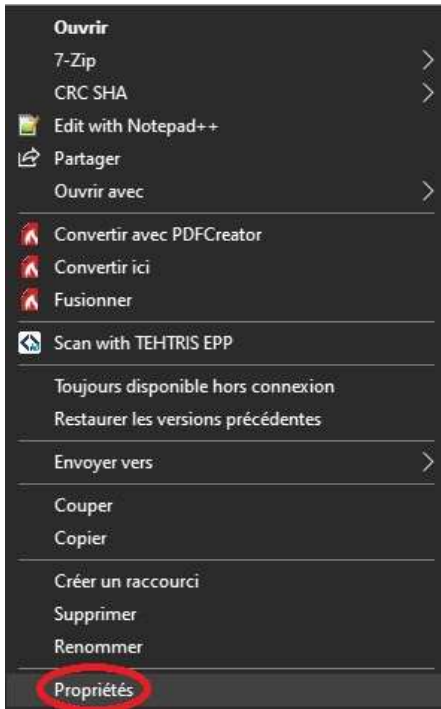 Ouvrir
7-Zip
CRC SHA
Edit with Notepad++
Partager
Ouvrir avec
Convertir avec PDFCreator
Convertir ici
Fusionner
Scan with TEHTRIS EPP
Toujours disponible hors connexion
Restaurer les versions précédentes
Envoyer vers
Couper
Copier
Créer un raccourci
Supprimer
Renommer
Propriétés